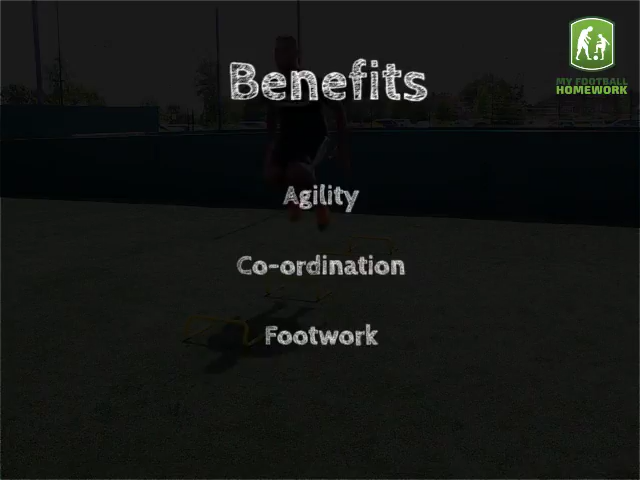 Benefits
MY FOOTBALL
HOMEWORK
Agility
Co-ordination
Footwork